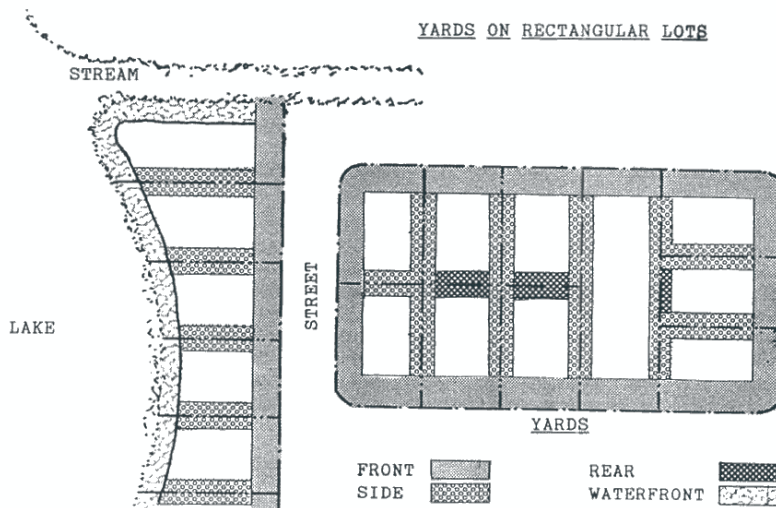 YARDS ON RECTANGULAR LOTS
STREAM
STREET
LAKE
YARDS
FRONT
REAR
SIDE
WATERFRONT